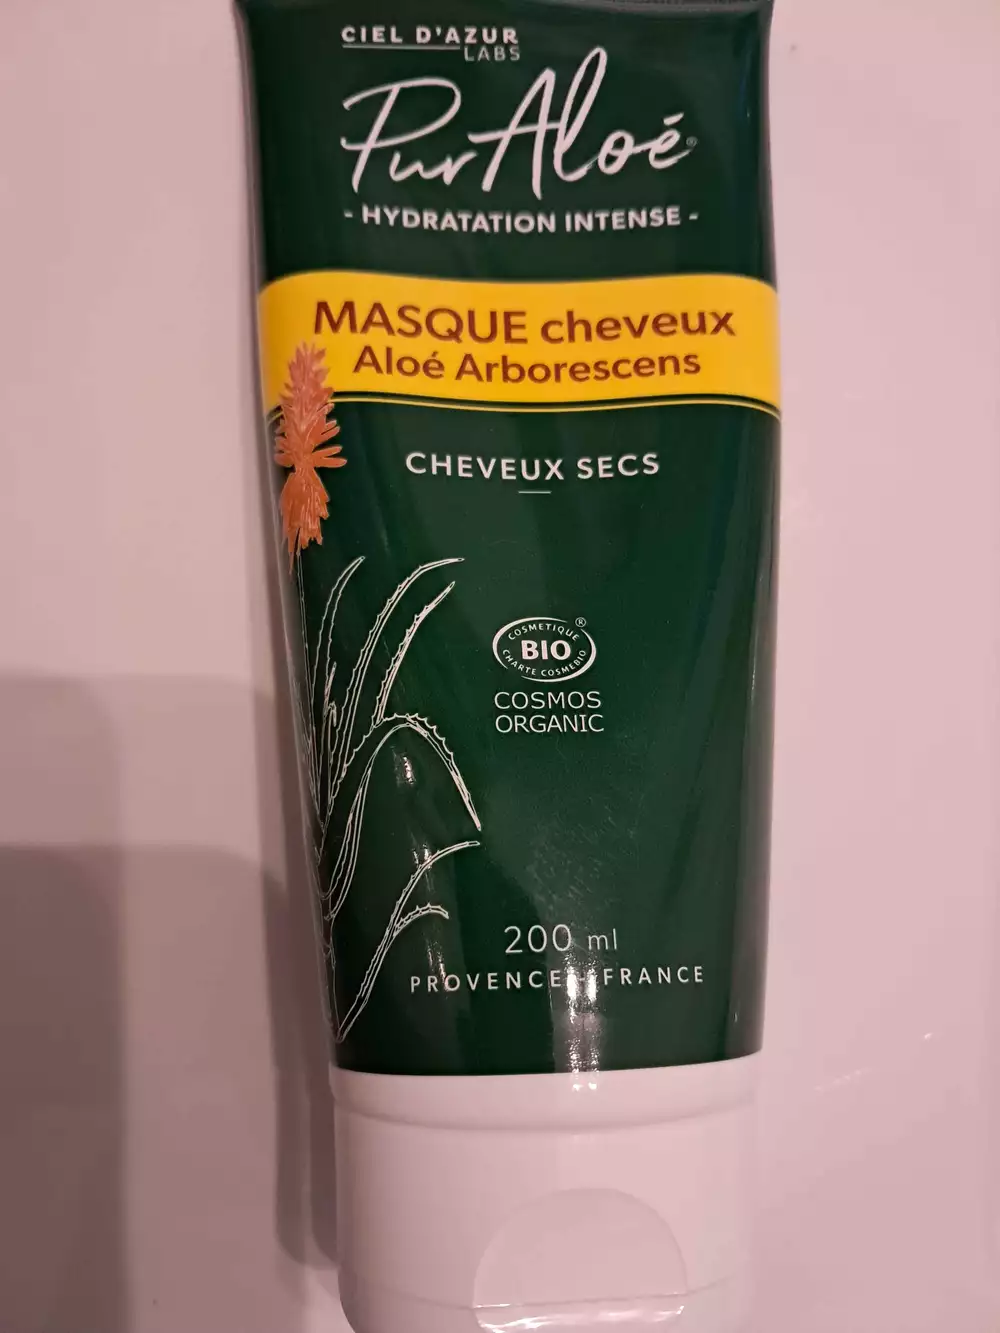 CIEL D'AZUR
LABS
PurAloé®
- HYDRATATION INTENSE -
MASQUE cheveux
Aloé Arborescens
CHEVEUX SECS
COSMETIQUE ®
BIO
CHARTE COSMEBIO
COSMOS
ORGANIC
200 ml
PROVENCE - FRANCE